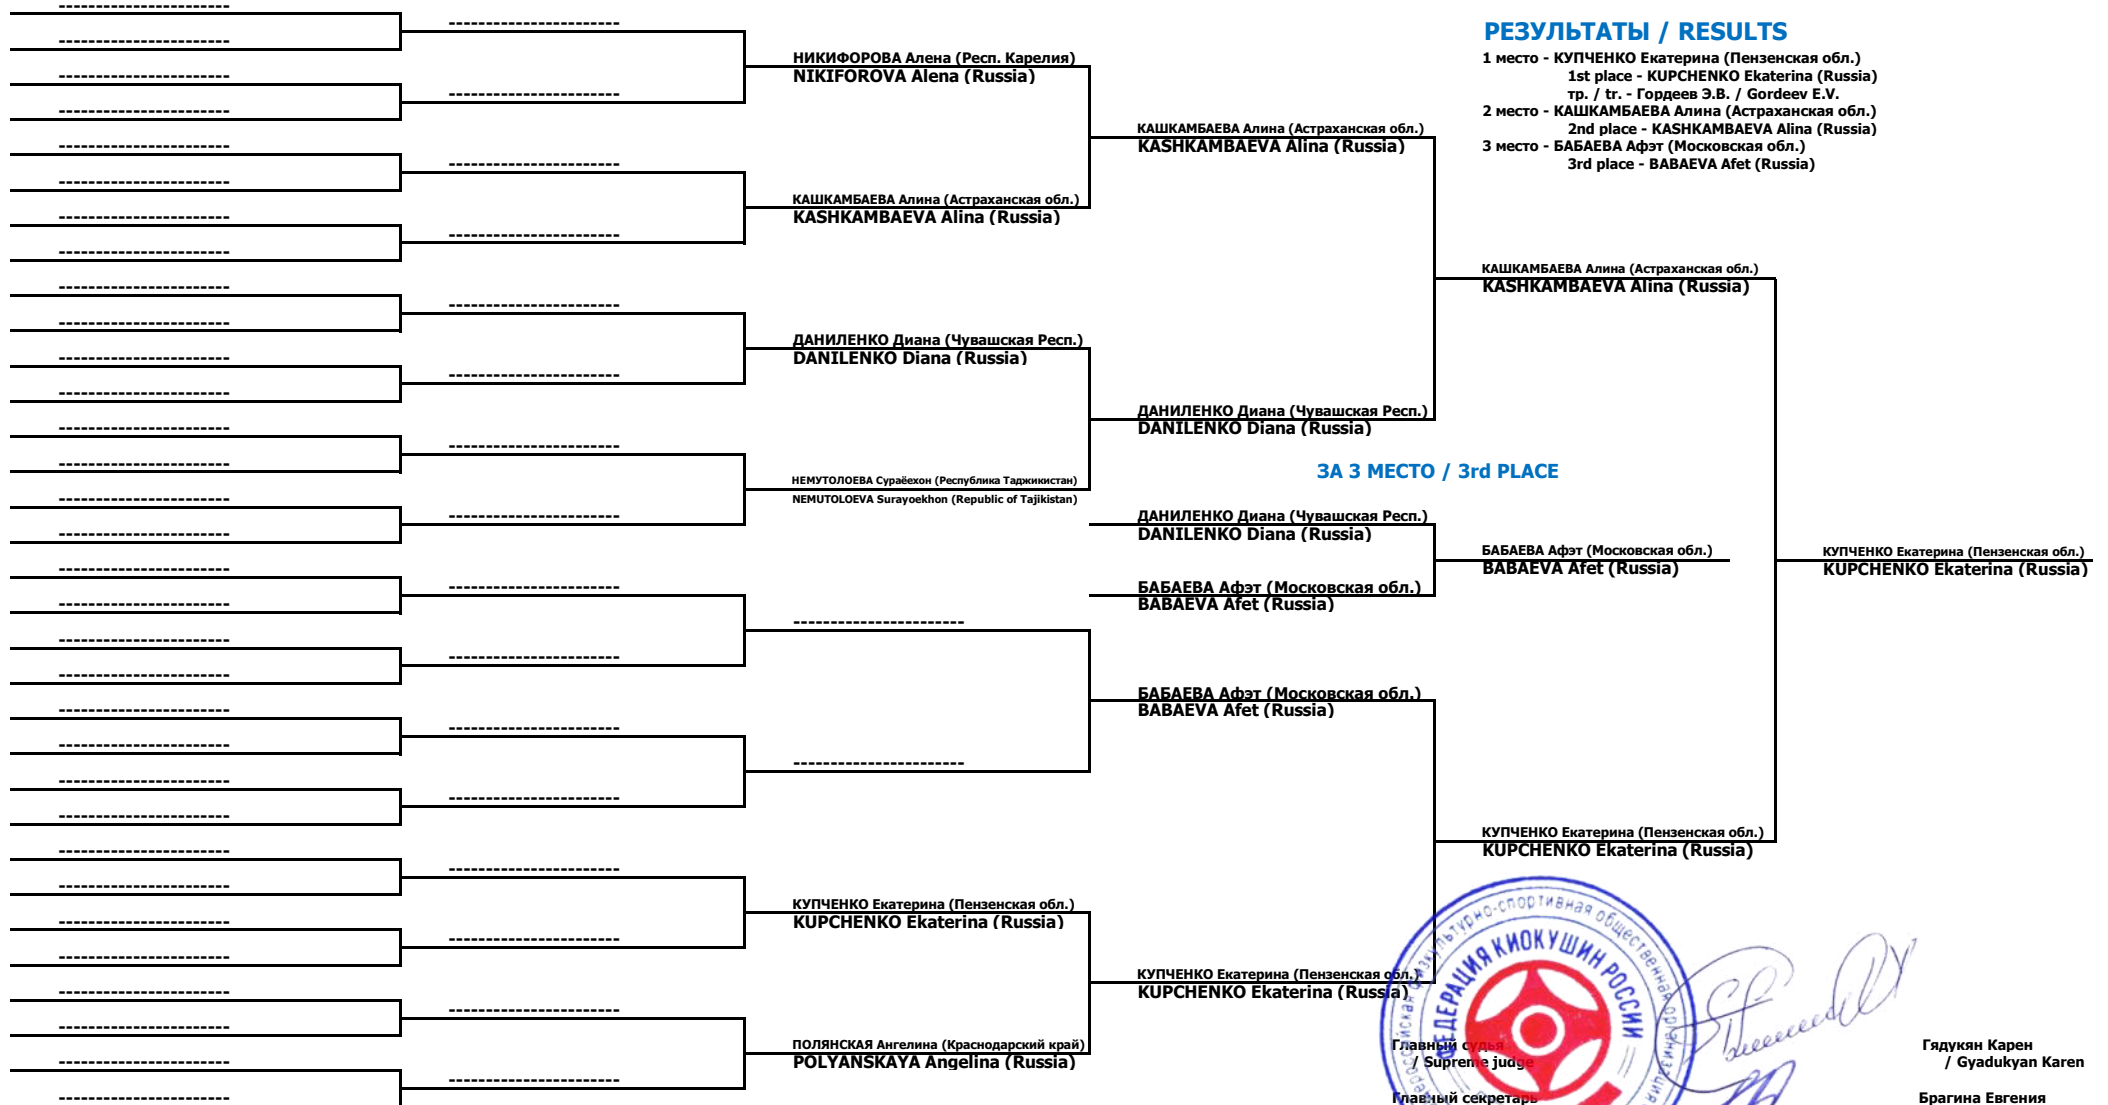 РЕЗУЛЬТАТЫ / RESULTS
1 место - КУПЧЕНКО Екатерина (Пензенская обл.)
1st place - KUPCHENKO Ekaterina (Russia)
тр. / tr. - Гордеев Э.В. / Gordeev E.V.
2 место - КАШКАМБАЕВА Алина (Астраханская обл.)
2nd place - KASHKAMBAEVA Alina (Russia)
3 место - БАБАЕВА Афэт (Московская обл.)
3rd place - BABAEVA Afet (Russia)
НИКИФОРОВА Алена (Респ. Карелия)
NIKIFOROVA Alena (Russia)
КАШКАМБАЕВА Алина (Астраханская обл.)
KASHKAMBAEVA Alina (Russia)
ДАНИЛЕНКО Диана (Чувашская Респ.)
DANILENKO Diana (Russia)
НЕМУТОЛОЕВА Сураёехон (Республика Таджикистан)
NEMUTOLOEVA Surayoekhon (Republic of Tajikistan)
КУПЧЕНКО Екатерина (Пензенская обл.)
KUPCHENKO Ekaterina (Russia)
ПОЛЯНСКАЯ Ангелина (Краснодарский край)
POLYANSKAYA Angelina (Russia)
КАШКАМБАЕВА Алина (Астраханская обл.)
KASHKAMBAEVA Alina (Russia)
ДАНИЛЕНКО Диана (Чувашская Респ.)
DANILENKO Diana (Russia)
ЗА 3 МЕСТО / 3rd PLACE
ДАНИЛЕНКО Диана (Чувашская Респ.)
DANILENKO Diana (Russia)
БАБАЕВА Афэт (Московская обл.)
BABAEVA Afet (Russia)
БАБАЕВА Афэт (Московская обл.)
BABAEVA Afet (Russia)
КУПЧЕНКО Екатерина (Пензенская обл.)
KUPCHENKO Ekaterina (Russia)
КАШКАМБАЕВА Алина (Астраханская обл.)
KASHKAMBAEVA Alina (Russia)
БАБАЕВА Афэт (Московская обл.)
BABAEVA Afet (Russia)
КУПЧЕНКО Екатерина (Пензенская обл.)
KUPCHENKO Ekaterina (Russia)
КУПЧЕНКО Екатерина (Пензенская обл.)
KUPCHENKO Ekaterina (Russia)
ФЕДЕРАЦИЯ КИОКУШИН РОССИИ
Главный судья
/ Supreme judge
Гядукян Карен
/ Gyadukyan Karen
Главный секретарь
Брагина Евгения